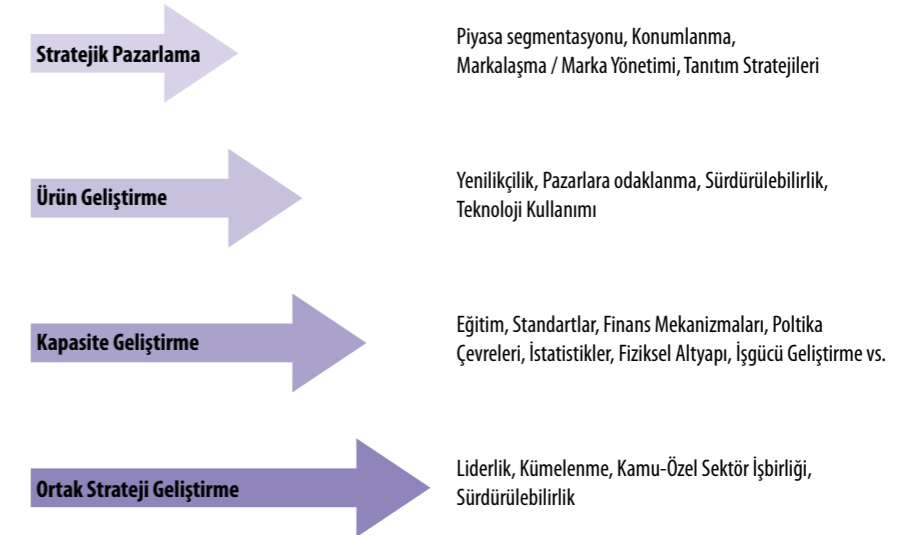 Stratejik Pazarlama
Piyasa segmentasyonu, Konumlanma,
Markalaşma / Marka Yönetimi, Tanıtım Stratejileri
Ürün Geliştirme
Yenilikçilik, Pazarlara odaklanma, Sürdürülebilirlik,
Teknoloji Kullanımı
Kapasite Geliştirme
Eğitim, Standartlar, Finans Mekanizmaları, Poltika
Çevreleri, İstatistikler, Fiziksel Altyapı, İşgücü Geliştirme vs.
Ortak Strateji Geliştirme
Liderlik, Kümelenme, Kamu-Özel Sektör İşbirliği,
Sürdürülebilirlik